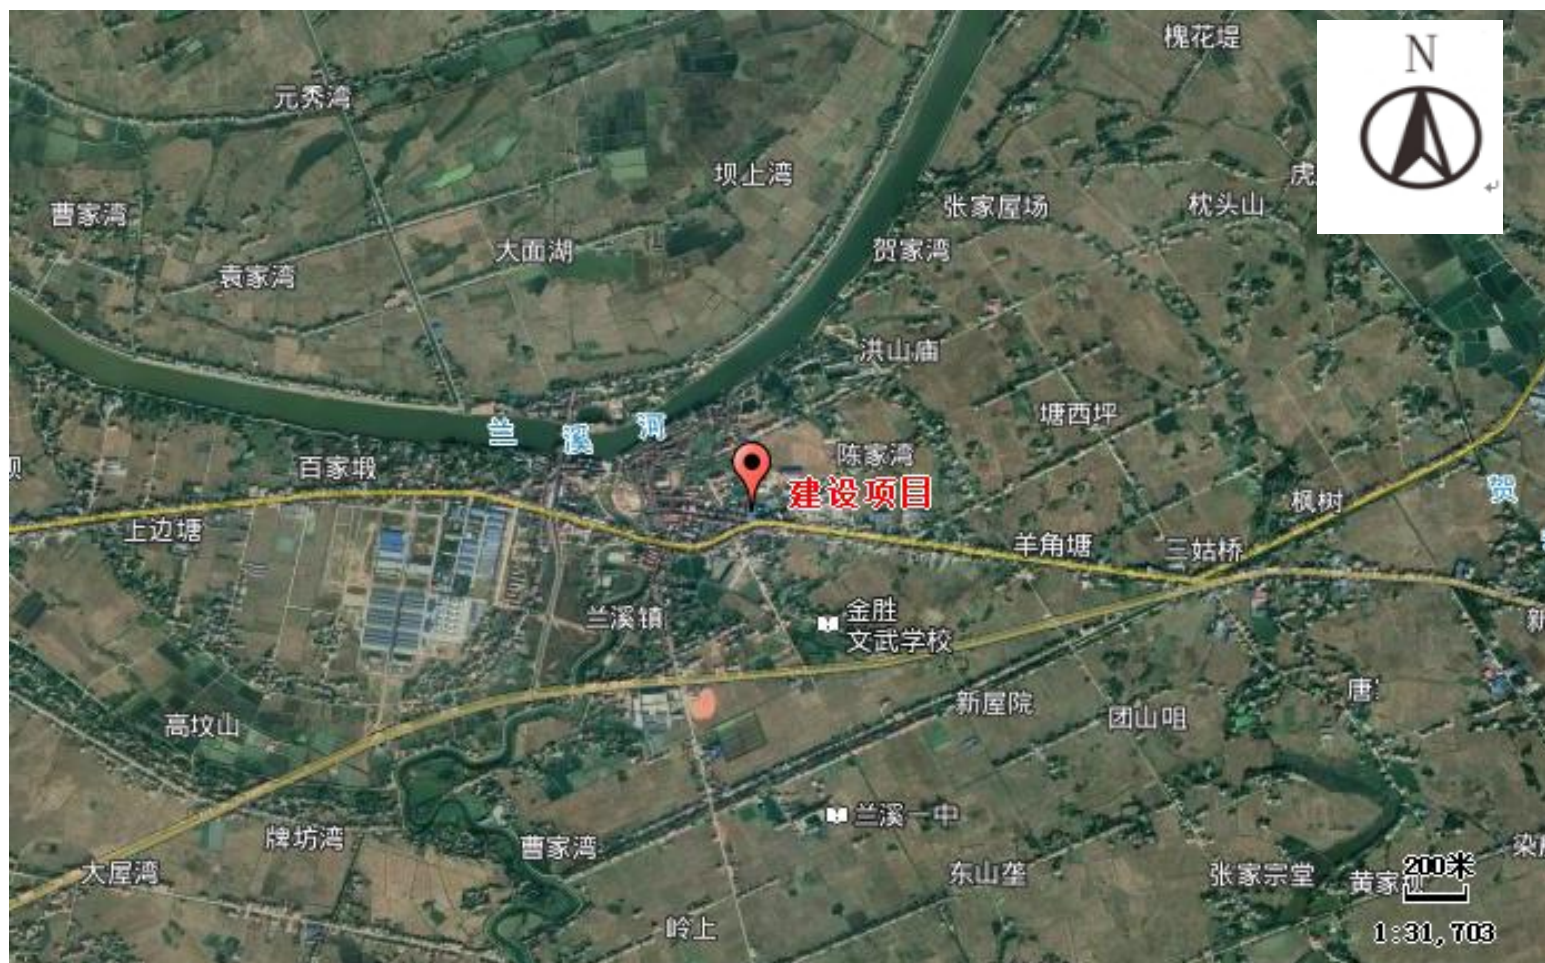 槐花堤
N
元秀湾
坝上湾
曹家湾
张家屋场
枕头山
大面湖
贺家湾
袁家湾
洪山庙
塘西坪
兰溪河
百家塅
陈家湾
建设项目
枫树
贺
上边塘
羊角塘
三姑桥
兰溪镇
金胜
文武学校
新屋院
团山咀
高坟山
兰溪一中
牌坊湾
曹家湾
大屋湾
东山垄
张家宗堂
黄家
200米
岭上
1:31,703